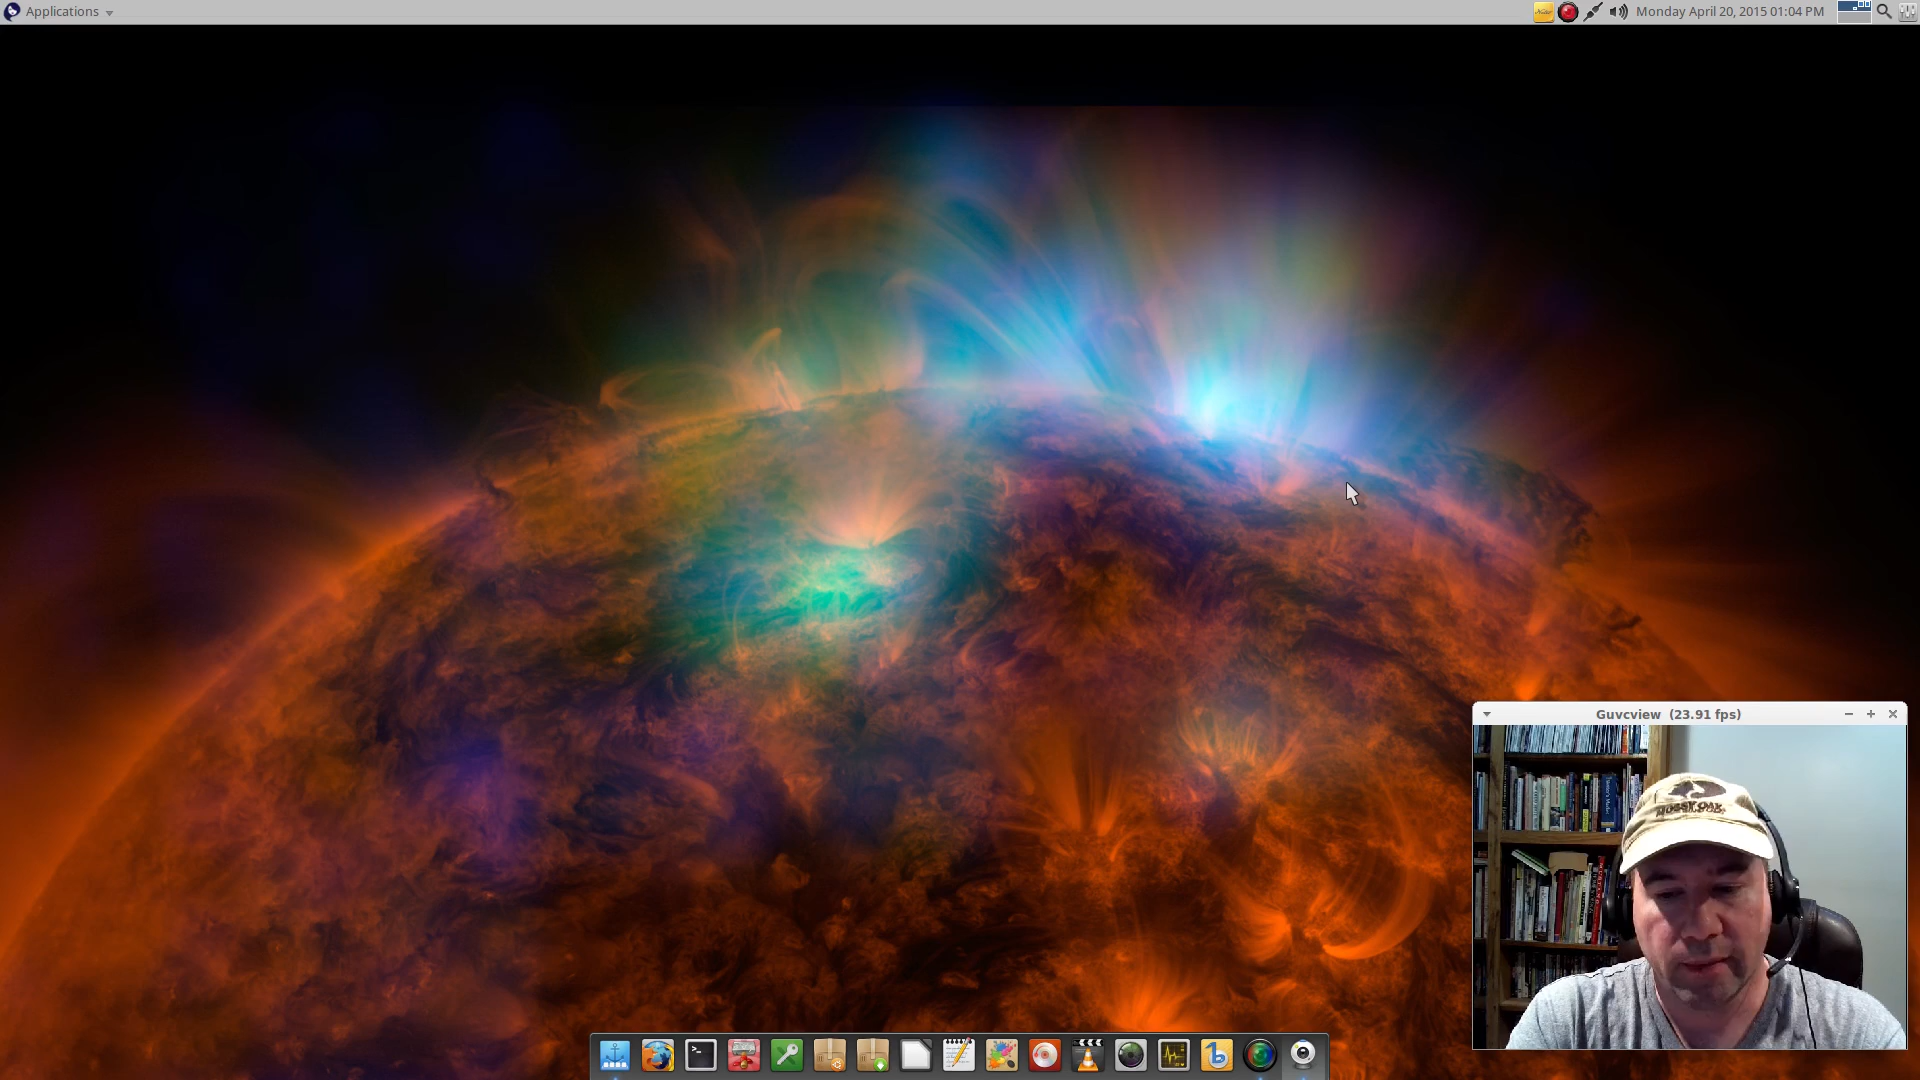 Applications
Monday April 20, 2015 01:04 PM
Guvcview (23.91 fps)
MOSSY OAK